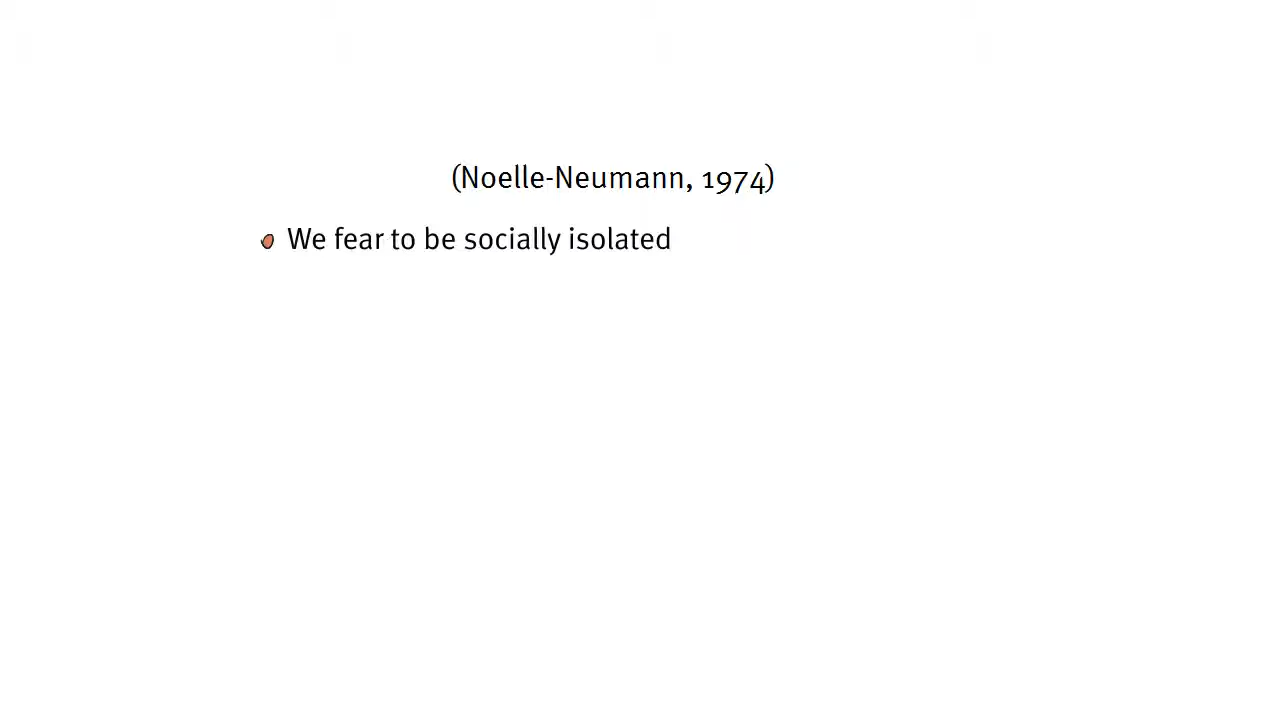 (Noelle-Neumann, 1974)
We fear to be socially isolated